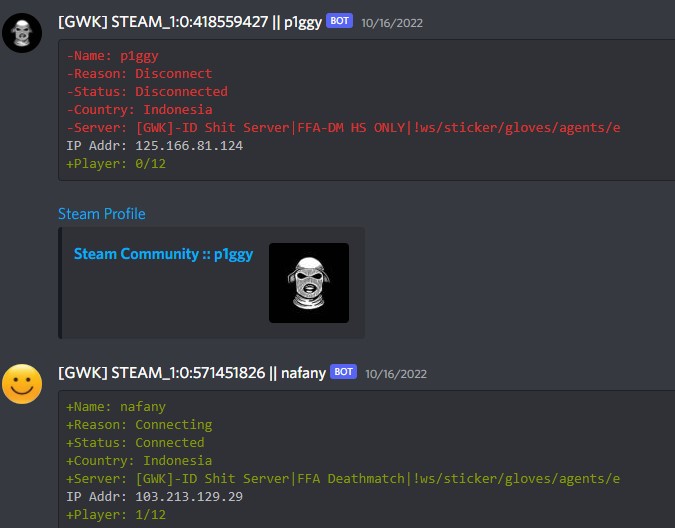 [GWK] STEAM_1:0:418559427 || p1ggy BOT 10/16/2022
-Name: p1ggy
-Reason: Disconnect
-Status: Disconnected
-Country: Indonesia
-Server: [GWK]-ID Shit Server|FFA-DM HS ONLY|!ws/sticker/gloves/agents/e
IP Addr: 125.166.81.124
+Player: 0/12
Steam Profile
Steam Community :: p1ggy
[GWK] STEAM_1:0:571451826 || nafany BOT 10/16/2022
+Name: nafany
+Reason: Connecting
+Status: Connected
+Country: Indonesia
+Server: [GWK]-ID Shit Server|FFA Deathmatch|!ws/sticker/gloves/agents/e
IP Addr: 103.213.129.29
+Player: 1/12